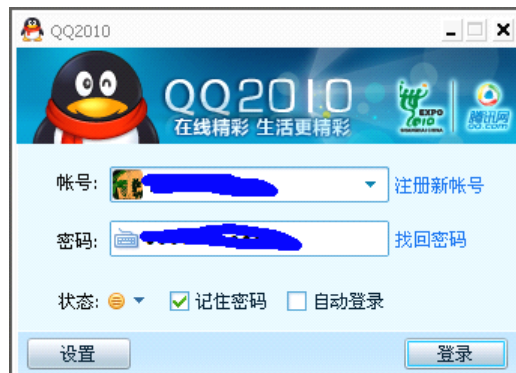 QQ2010
QQ2010
在线精彩 生活更精彩
EXPO
2010
SHANGHAI CHINA
腾讯网
QQ.com
帐号:
注册新帐号
密码:
找回密码
状态:
记住密码
自动登录
设置
登录